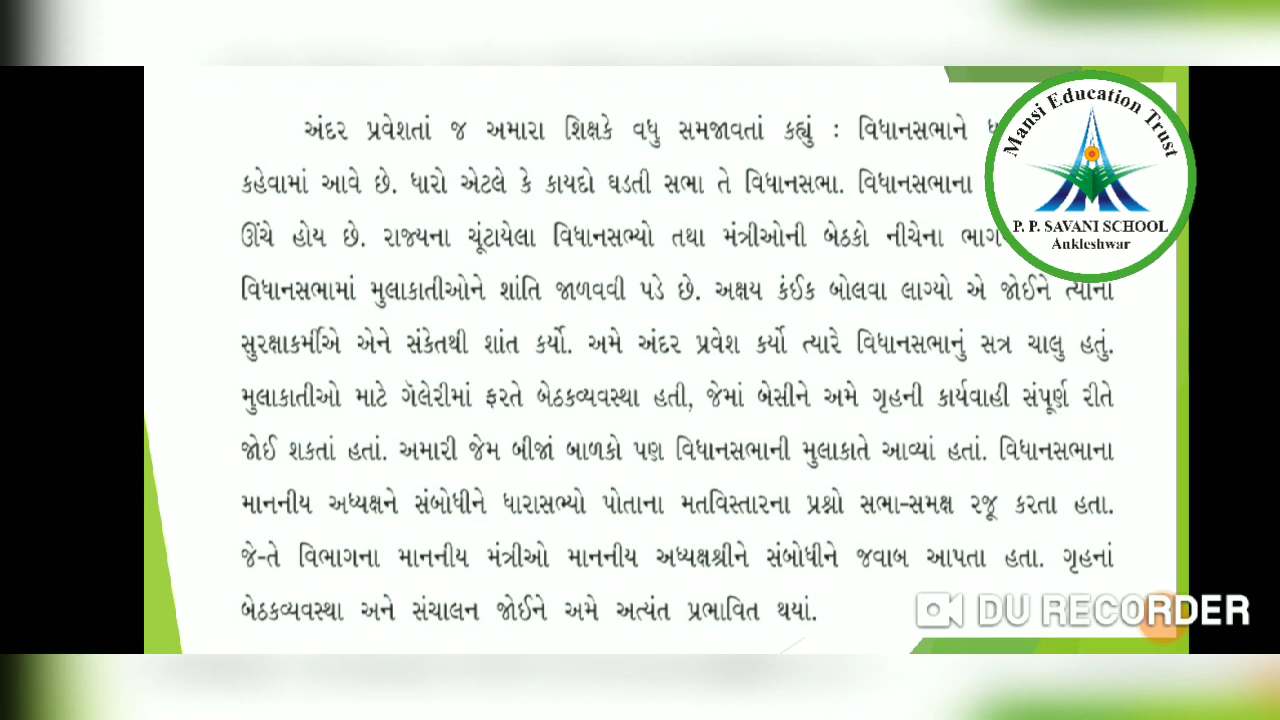 અંદર પ્રવેશતાં જ અમારા શિક્ષકે વધુ સમજાવતાં કહ્યું : વિધાનસભાને
કહેવામાં આવે છે. ધારો એટલે કે કાયદો ઘડતી સભા તે વિધાનસભા. વિધાનસભાના
ઊંચે હોય છે. રાજ્યના ચૂંટાયેલા વિધાનસભ્યો તથા મંત્રીઓની બેઠકો નીચેના
વિધાનસભામાં મુલાકાતીઓને શાંતિ જાળવવી પડે છે. અક્ષય કંઈક બોલવા લાગ્યો એ જોઈને ત્યાંના
સુરક્ષાકર્મીએ એને સંકેતથી શાંત કર્યો. અમે અંદર પ્રવેશ કર્યો ત્યારે વિધાનસભાનું સત્ર ચાલુ હતું.
મુલાકાતીઓ માટે ગૅલેરીમાં ફરતે બેઠકવ્યવસ્થા હતી, જેમાં બેસીને અમે ગૃહની કાર્યવાહી સંપૂર્ણ રીતે
જોઈ શકતાં હતાં. અમારી જેમ બીજાં બાળકો પણ વિધાનસભાની મુલાકાતે આવ્યાં હતાં. વિધાનસભાના
માનનીય અધ્યક્ષને સંબોધીને ધારાસભ્યો પોતાના મતવિસ્તારના પ્રશ્નો સભા-સમક્ષ રજૂ કરતા હતા.
જે-તે વિભાગના માનનીય મંત્રીઓ માનનીય અધ્યક્ષશ્રીને સંબોધીને જવાબ આપતા હતા. ગૃહનાં
બેઠકવ્યવસ્થા અને સંચાલન જોઈને અમે અત્યંત પ્રભાવિત થયાં.
Mansi Education Trust
P. P. SAVANI SCHOOL
Ankleshwar
DU RECORDER